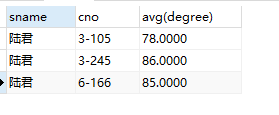 sname cno avg(degree)
陆君 3-105 78.0000
陆君 3-245 86.0000
陆君 6-166 85.0000